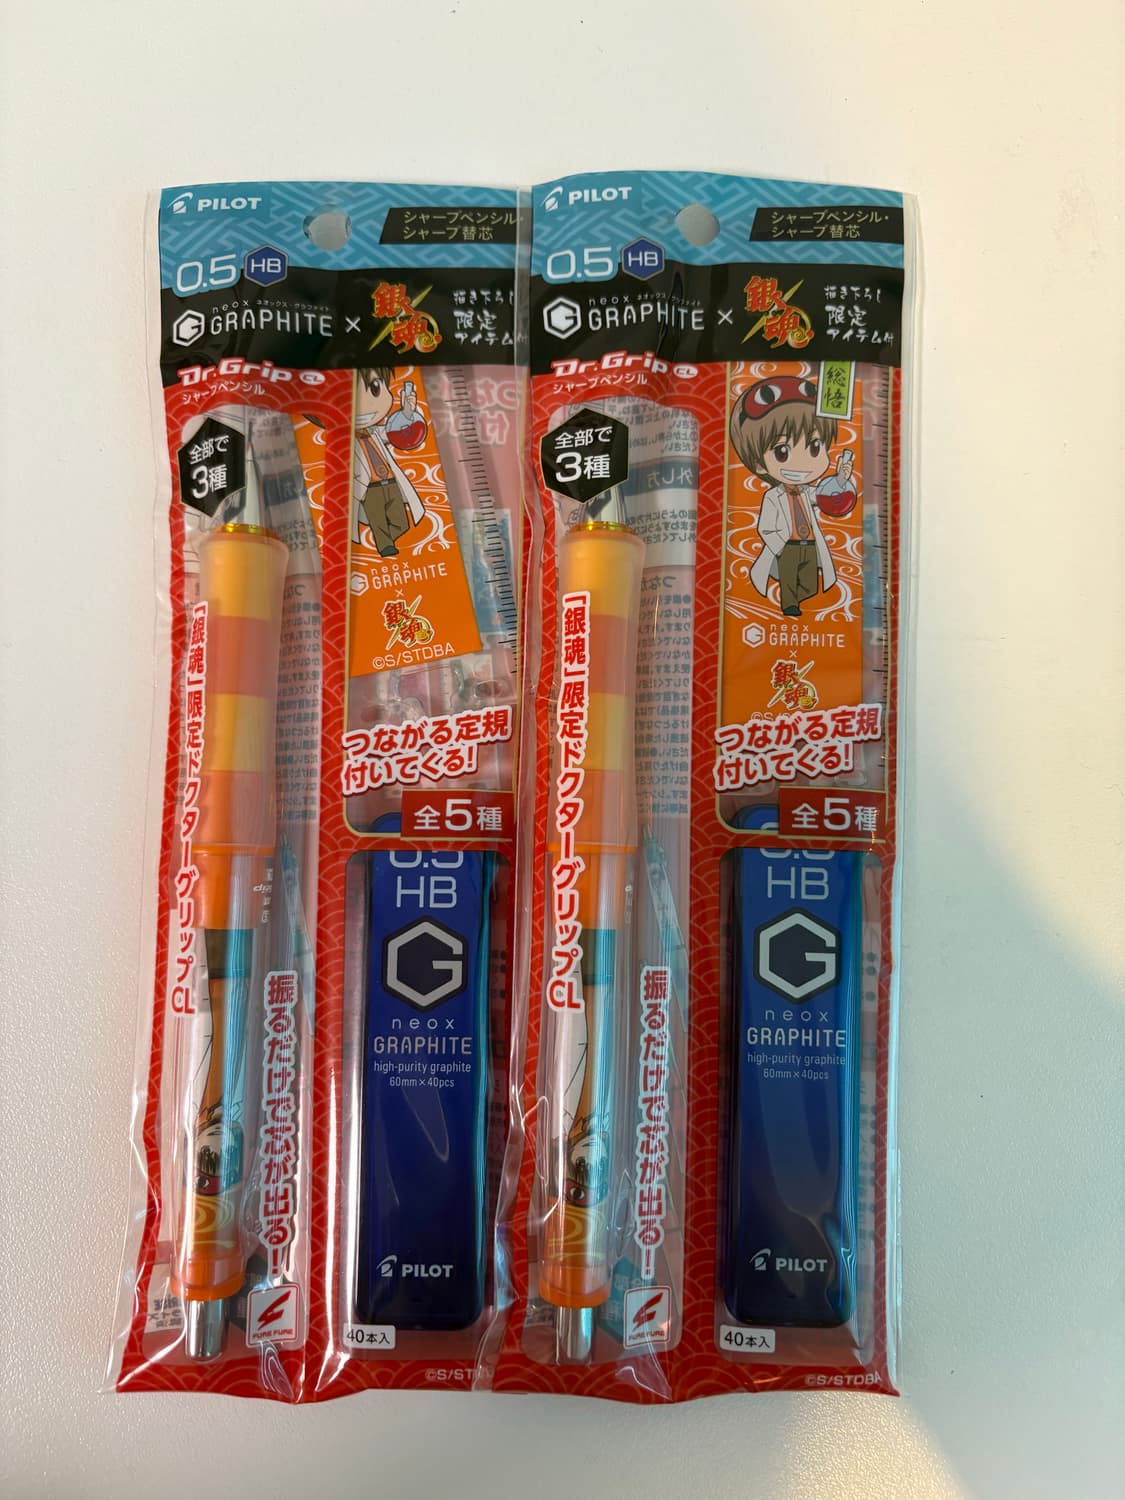 PILOT
シャープペンシル・
シャープ替芯
0.5 HB
neox ネオックス・グラファイト
GRAPHITE × 銀魂
描き下ろし
限定
アイテム付
Dr.Grip CL
シャープペンシル
全部で
3種
「銀魂」限定ドクターグリップCL
振るだけで芯が出る!
FURE FURE
neox
GRAPHITE
×
銀魂
©S/STDBA
つながる定規
付いてくる!
全5種
0.5
HB
G
neox
GRAPHITE
high-purity graphite
60mm×40pcs
PILOT
40本入
©S/ST
PILOT
シャープペンシル・
シャープ替芯
0.5 HB
neox ネオックス・グラファイト
GRAPHITE × 銀魂
描き下ろし
限定
アイテム付
Dr.Grip CL
シャープペンシル
全部で
3種
「銀魂」限定ドクターグリップCL
振るだけで芯が出る!
FURE FURE
総悟
neox
GRAPHITE
×
銀魂
©S/
つながる定規
付いてくる!
全5種
0.5
HB
G
neox
GRAPHITE
high-purity graphite
60mm×40pcs
PILOT
40本入
©S/STDBA